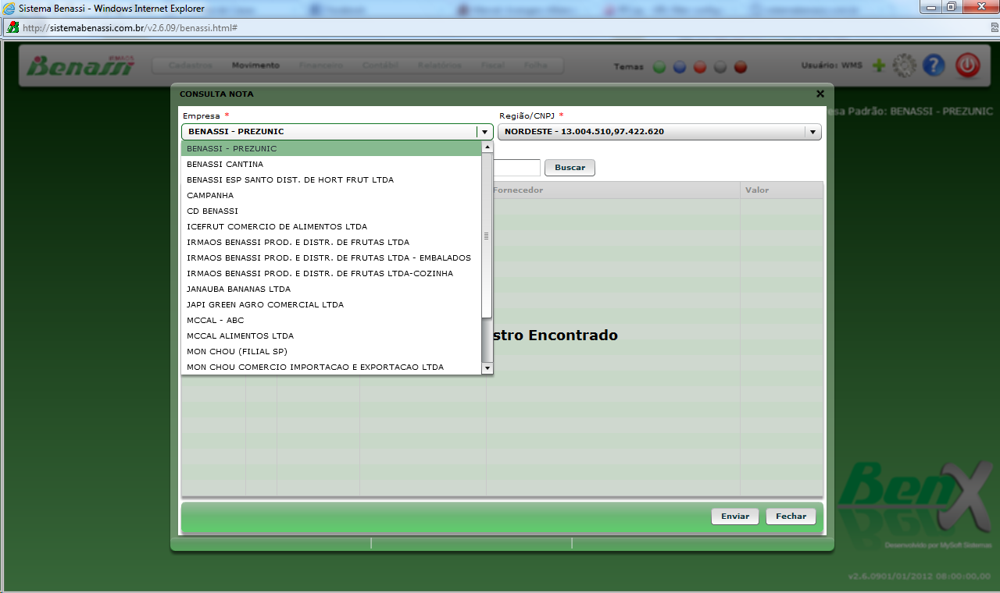 Sistema Benassi - Windows Internet Explorer
http://sistemabenassi.com.br/v2.6.09/benassi.html#
IRMÃOS
Benassi
Cadastros Movimento Financeiro Contábil Relatórios Fiscal Folha
Temas
Usuário: WMS
CONSULTA NOTA
sa Padrão: BENASSI - PREZUNIC
Empresa *
Região/CNPJ *
BENASSI - PREZUNIC
NORDESTE - 13.004.510,97.422.620
BENASSI - PREZUNIC
BENASSI CANTINA
BENASSI ESP SANTO DIST. DE HORT FRUT LTDA
CAMPANHA
CD BENASSI
ICEFRUT COMERCIO DE ALIMENTOS LTDA
IRMAOS BENASSI PROD. E DISTR. DE FRUTAS LTDA
IRMAOS BENASSI PROD. E DISTR. DE FRUTAS LTDA - EMBALADOS
IRMAOS BENASSI PROD. E DISTR. DE FRUTAS LTDA-COZINHA
JANAUBA BANANAS LTDA
JAPI GREEN AGRO COMERCIAL LTDA
MCCAL - ABC
MCCAL ALIMENTOS LTDA
MON CHOU (FILIAL SP)
MON CHOU COMERCIO IMPORTACAO E EXPORTACAO LTDA
Buscar
Fornecedor Valor
stro Encontrado
Enviar Fechar
BenX
Desenvolvido por MySoft Sistemas
v2.6.0901/01/2012 08:00:00,00